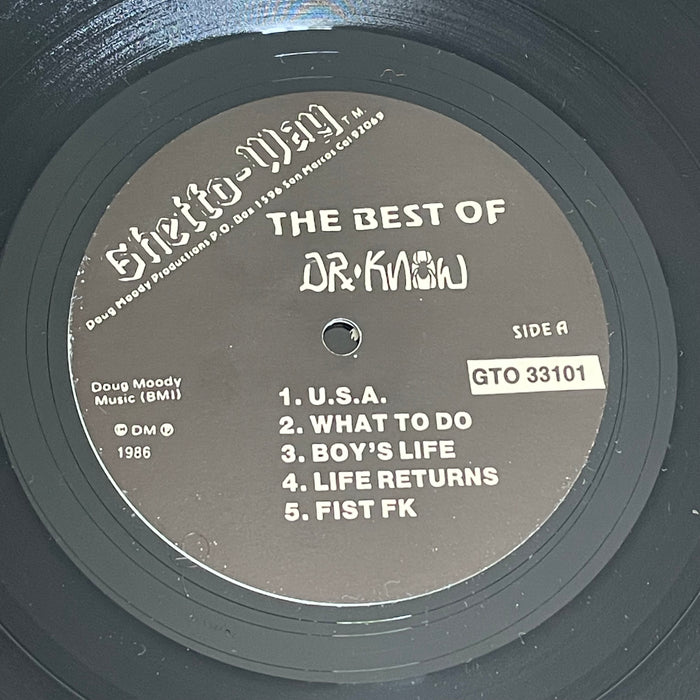 Ghetto-Way T.M.
Doug Moody Productions P.O. Box 1596 San Marcos Cal 92069
THE BEST OF
DR. KNOW
SIDE A
GTO 33101
Doug Moody
Music (BMI)
© DM ℗
1986
1. U.S.A.
2. WHAT TO DO
3. BOY'S LIFE
4. LIFE RETURNS
5. FIST FK